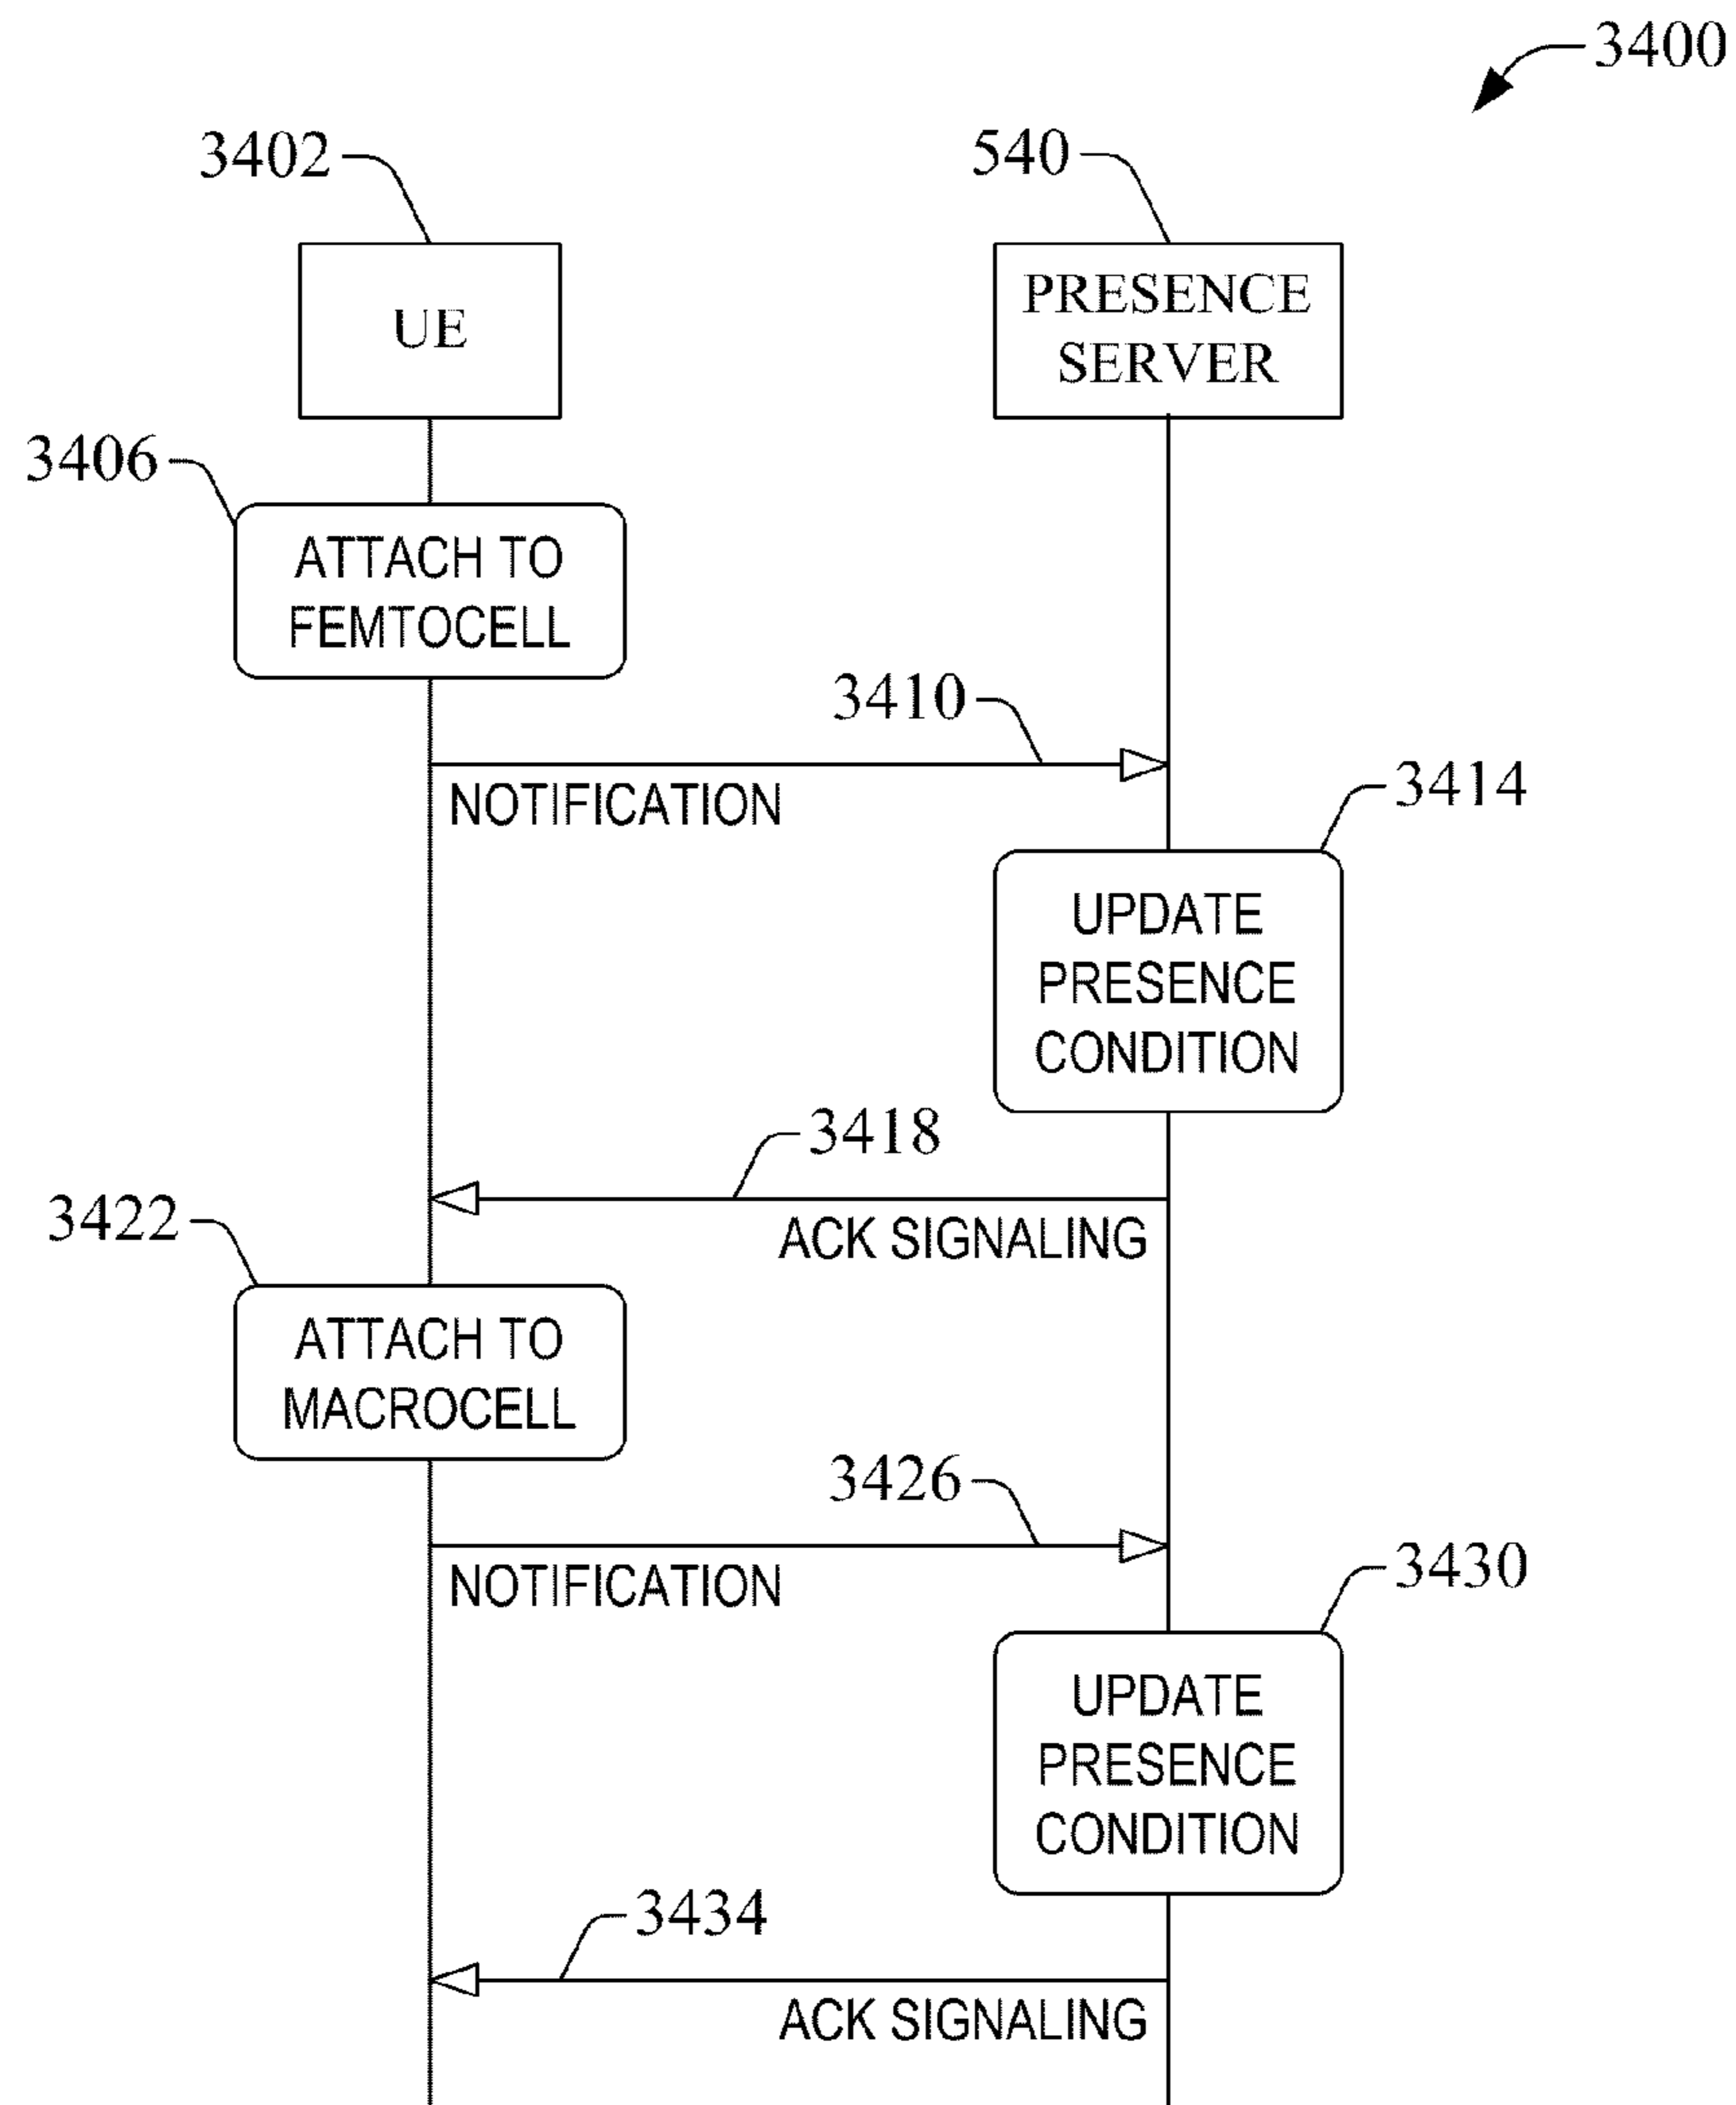 3400
3402
540
UE
PRESENCE
SERVER
3406
ATTACH TO
FEMTOCELL
3410
NOTIFICATION
3414
UPDATE
PRESENCE
CONDITION
3418
ACK SIGNALING
3422
ATTACH TO
MACROCELL
3426
NOTIFICATION
3430
UPDATE
PRESENCE
CONDITION
3434
ACK SIGNALING